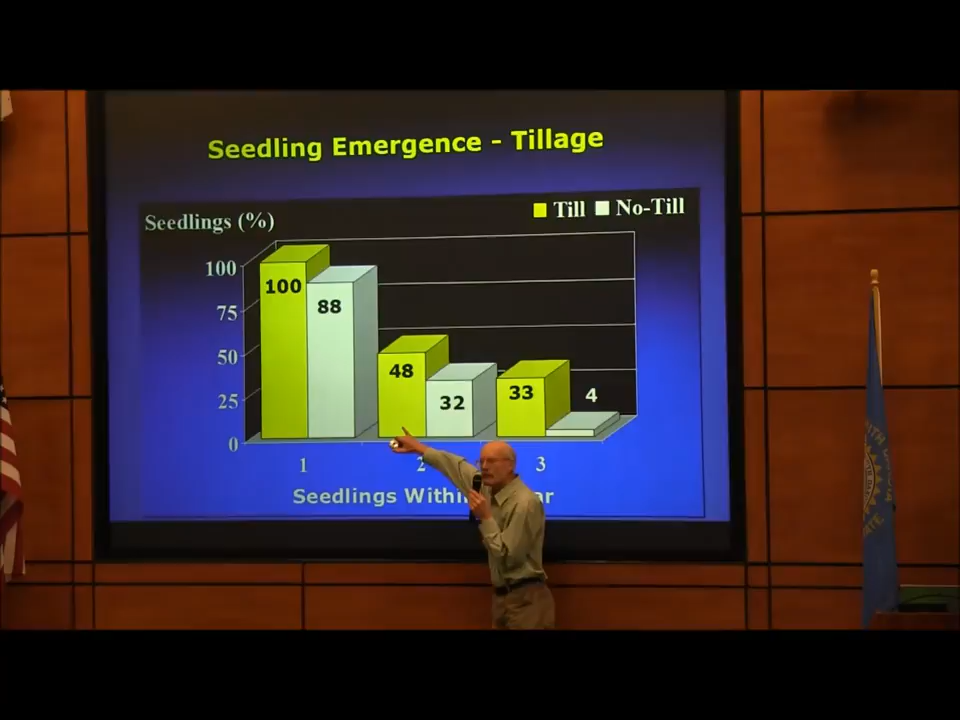 Seedling Emergence - Tillage
Seedlings (%)
Till No-Till
100
75
50
25
0
100
88
48
32
33
4
1 2 3
Seedlings